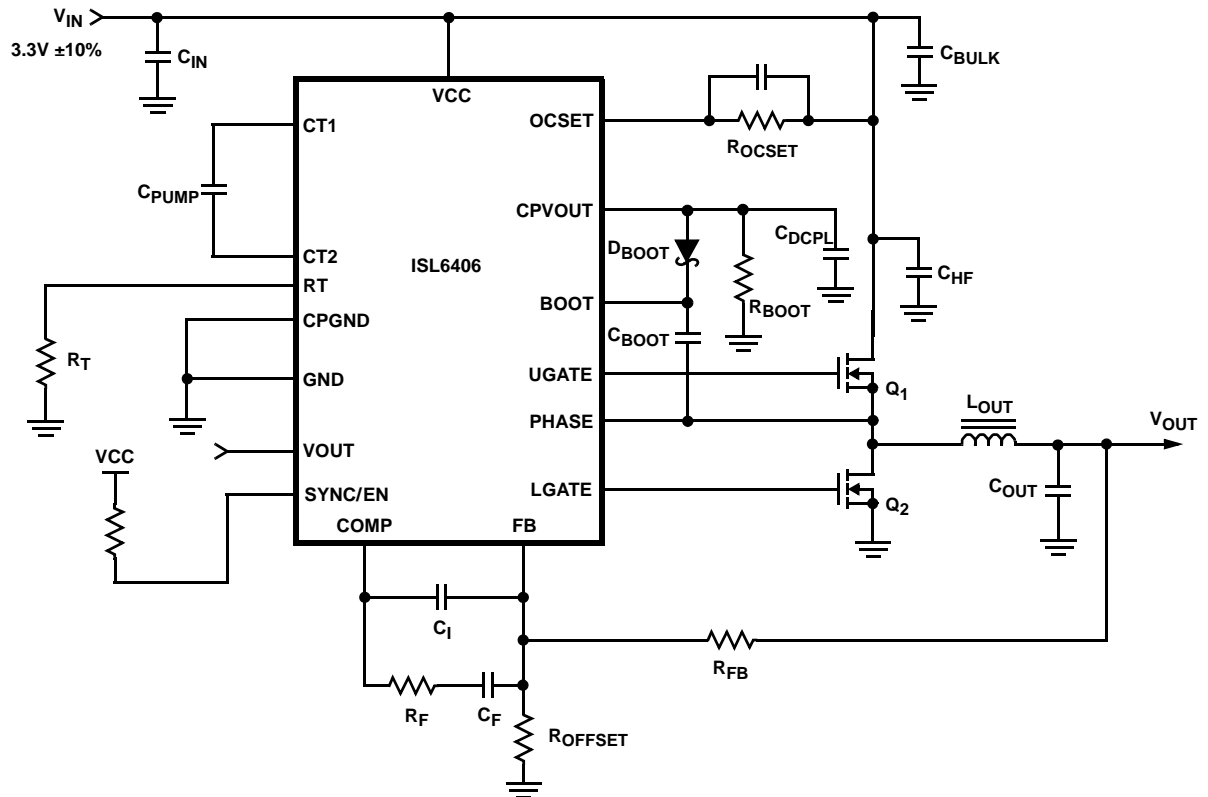 VIN
3.3V ±10%
CIN
CBULK
VCC
CT1
OCSET
ROCSET
CPUMP
CPVOUT
DBOOT
CDCPL
CT2
ISL6406
RT
BOOT
RBOOT
CHF
CPGND
CBOOT
RT
GND
UGATE
Q1
LOUT
PHASE
VOUT
VOUT
VCC
SYNC/EN
LGATE
Q2
COUT
COMP
FB
CI
RFB
RF
CF
ROFFSET